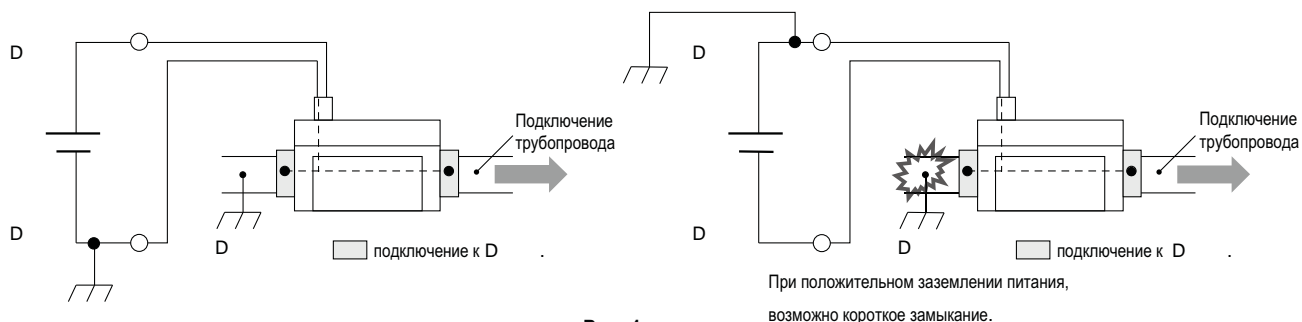 D
D
D
Подключение
трубопровода
подключение к D .
D
D
D
Подключение
трубопровода
подключение к D .
При положительном заземлении питания,
возможно короткое замыкание.